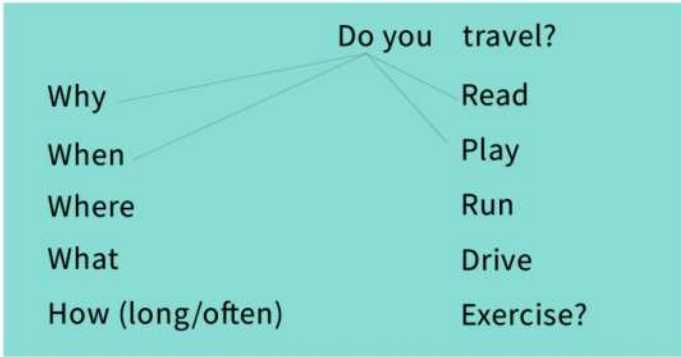 Do you travel?
Why Read
When Play
Where Run
What Drive
How (long/often) Exercise?